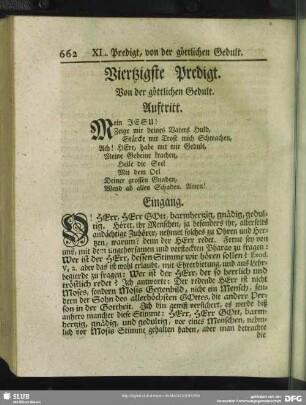 662 XL. Predigt, von der göttlichen Gedult.
Viertzigste Predigt.
Von der göttlichen Gedult.
Auftritt.
Mein JESU!
Zeige mir deines Vaters Huld,
Stärcke mit Trost mich Schwachen,
Ach! HErr, habe mit mir Gedult,
Meine Gebeine krachen,
Heile die Seel
Mit dem Oel
Deiner grossen Gnaden,
Wend ab allen Schaden. Amen!
Eingang.
O! HErr, HErr GOtt, barmhertzig, gnädig, gedul-
tig. Höret, ihr Menschen, ja besonders ihr, allerseits
andächtige Zuhörer, nehmet solches zu Ohren und Her-
tzen, warum? denn der HErr redet. Ferne sey von
uns, mit dem ungehorsamen und verstockten Pharao zu fragen:
Wer ist der HErr, dessen Stimme wir hören sollen? Exod.
V, 2. aber das ist wohl erlaubt, mit Ehrerbietung, und aus Lehr-
begierde zu fragen: Wer ist der HErr, der so herrlich und
tröstlich redet? Ich antworte: Der redende HErr ist nicht
Moses, sondern Mosis Gegenbild, nicht ein Mensch, son-
dern der Sohn des allerhöchsten GOttes, die andere Per-
son in der Gottheit. Ich bin gewiß versichert, es werde daß
anhero mancher diese Stimme: HErr, HErr GOtt, barm-
hertzig, gnädig, und gedultig, vor eines Menschen, nehm-
lich vor Mosis Stimme gehalten haben, aber man betrachte
die